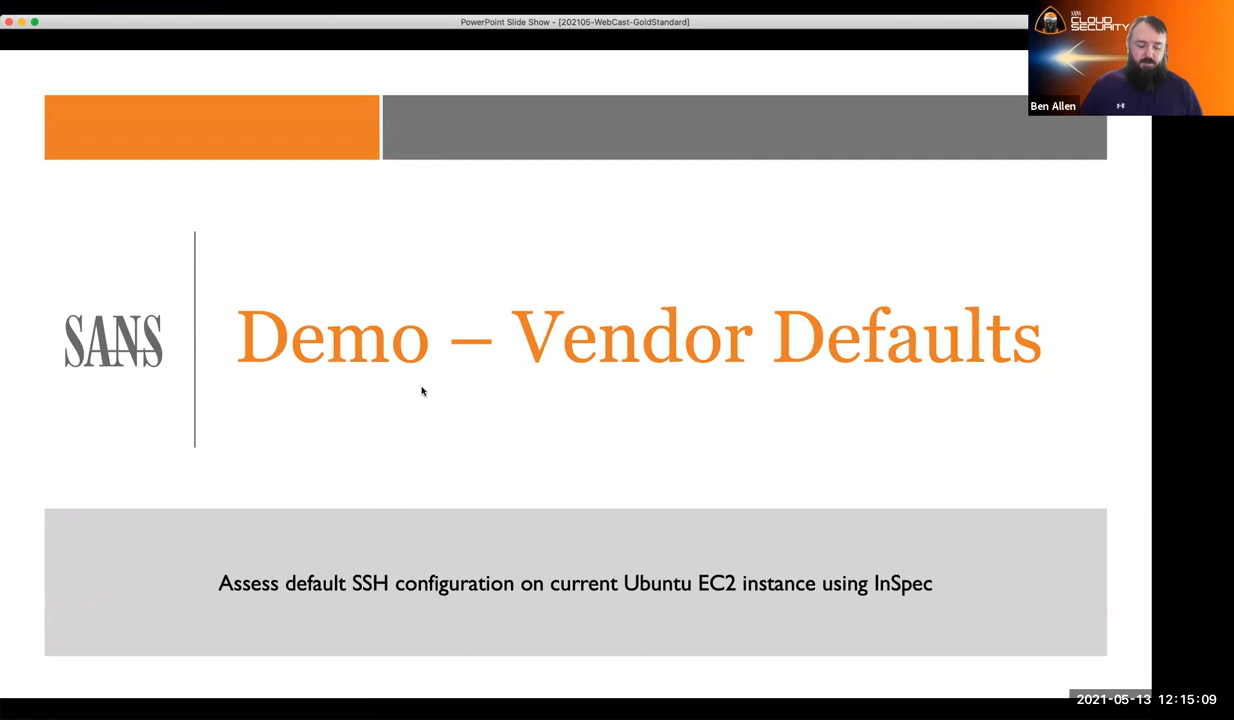 PowerPoint Slide Show - [202105-WebCast-GoldStandard]
SANS
CLOUD
SECURITY
Ben Allen
SANS
Demo – Vendor Defaults
Assess default SSH configuration on current Ubuntu EC2 instance using InSpec
2021-05-13 12:15:09